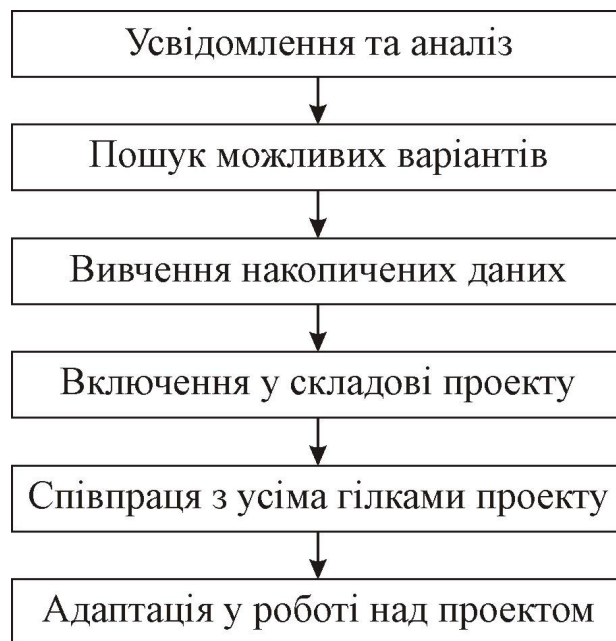 Усвідомлення та аналіз
Пошук можливих варіантів
Вивчення накопичених даних
Включення у складові проекту
Співпраця з усіма гілками проекту
Адаптація у роботі над проектом